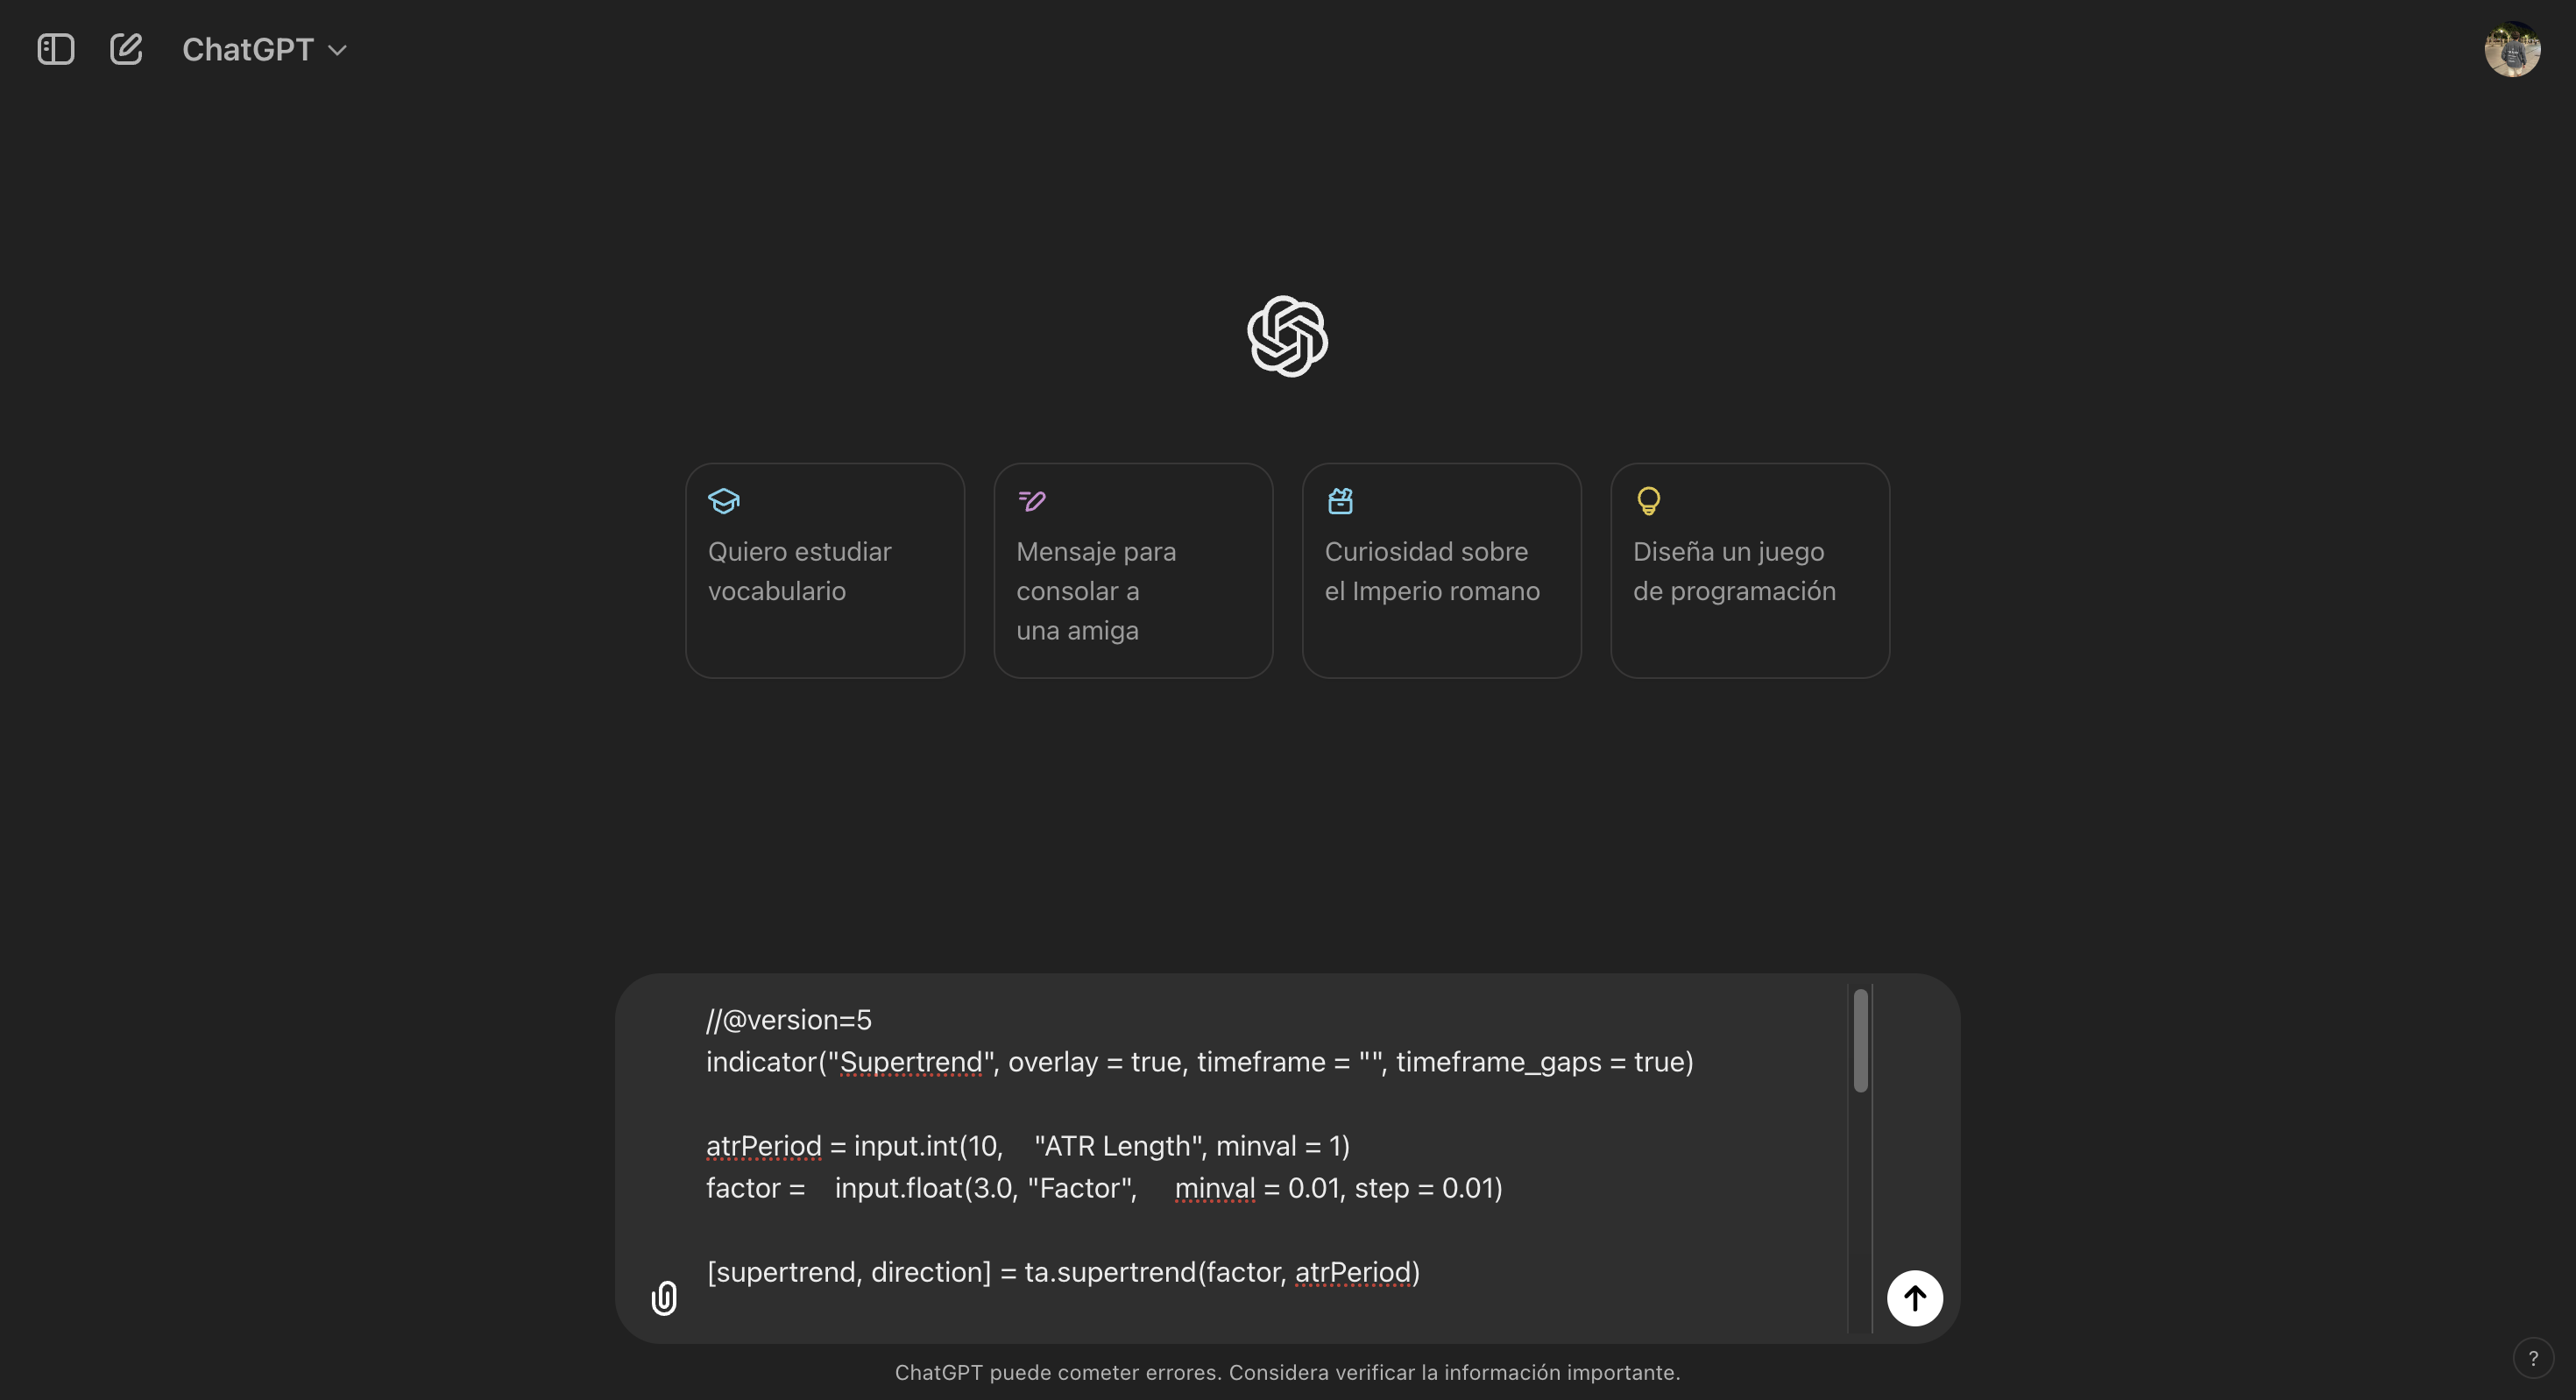 ChatGPT
Quiero estudiar
vocabulario
Mensaje para
consolar a
una amiga
Curiosidad sobre
el Imperio romano
Diseña un juego
de programación
//@version=5
indicator("Supertrend", overlay = true, timeframe = "", timeframe_gaps = true)
atrPeriod = input.int(10,    "ATR Length", minval = 1)
factor =    input.float(3.0, "Factor",     minval = 0.01, step = 0.01)
[supertrend, direction] = ta.supertrend(factor, atrPeriod)
ChatGPT puede cometer errores. Considera verificar la información importante.
?